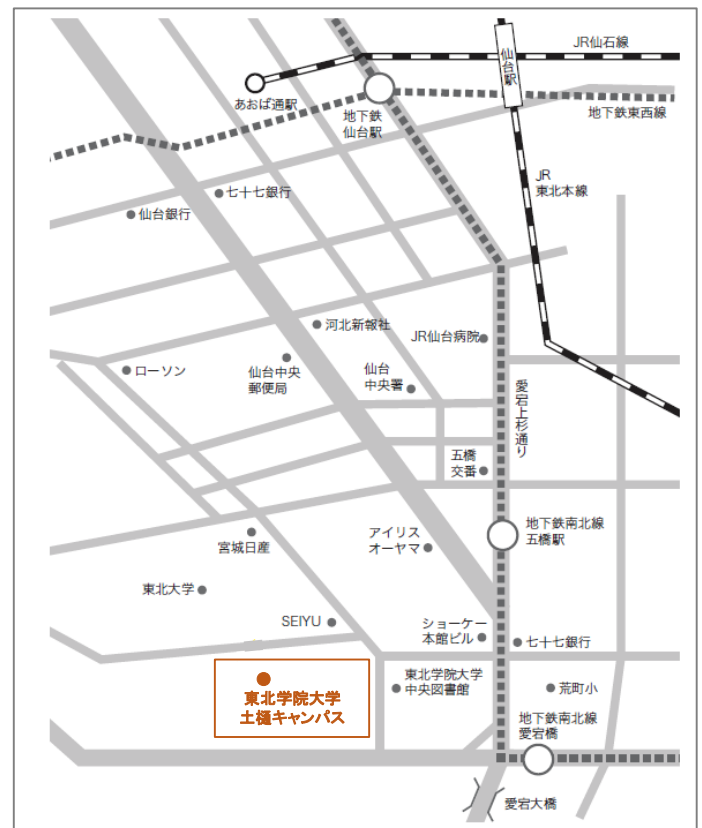 JR仙石線
仙台駅
あおば通駅
地下鉄
仙台駅
地下鉄東西線
JR
東北本線
七十七銀行
仙台銀行
河北新報社
JR仙台病院
ローソン
仙台中央
郵便局
仙台
中央署
愛宕上杉通り
五橋
交番
地下鉄南北線
五橋駅
アイリス
オーヤマ
宮城日産
東北大学
SEIYU
ショーケー
本館ビル
七十七銀行
東北学院大学
土樋キャンパス
東北学院大学
中央図書館
荒町小
地下鉄南北線
愛宕橋
愛宕大橋